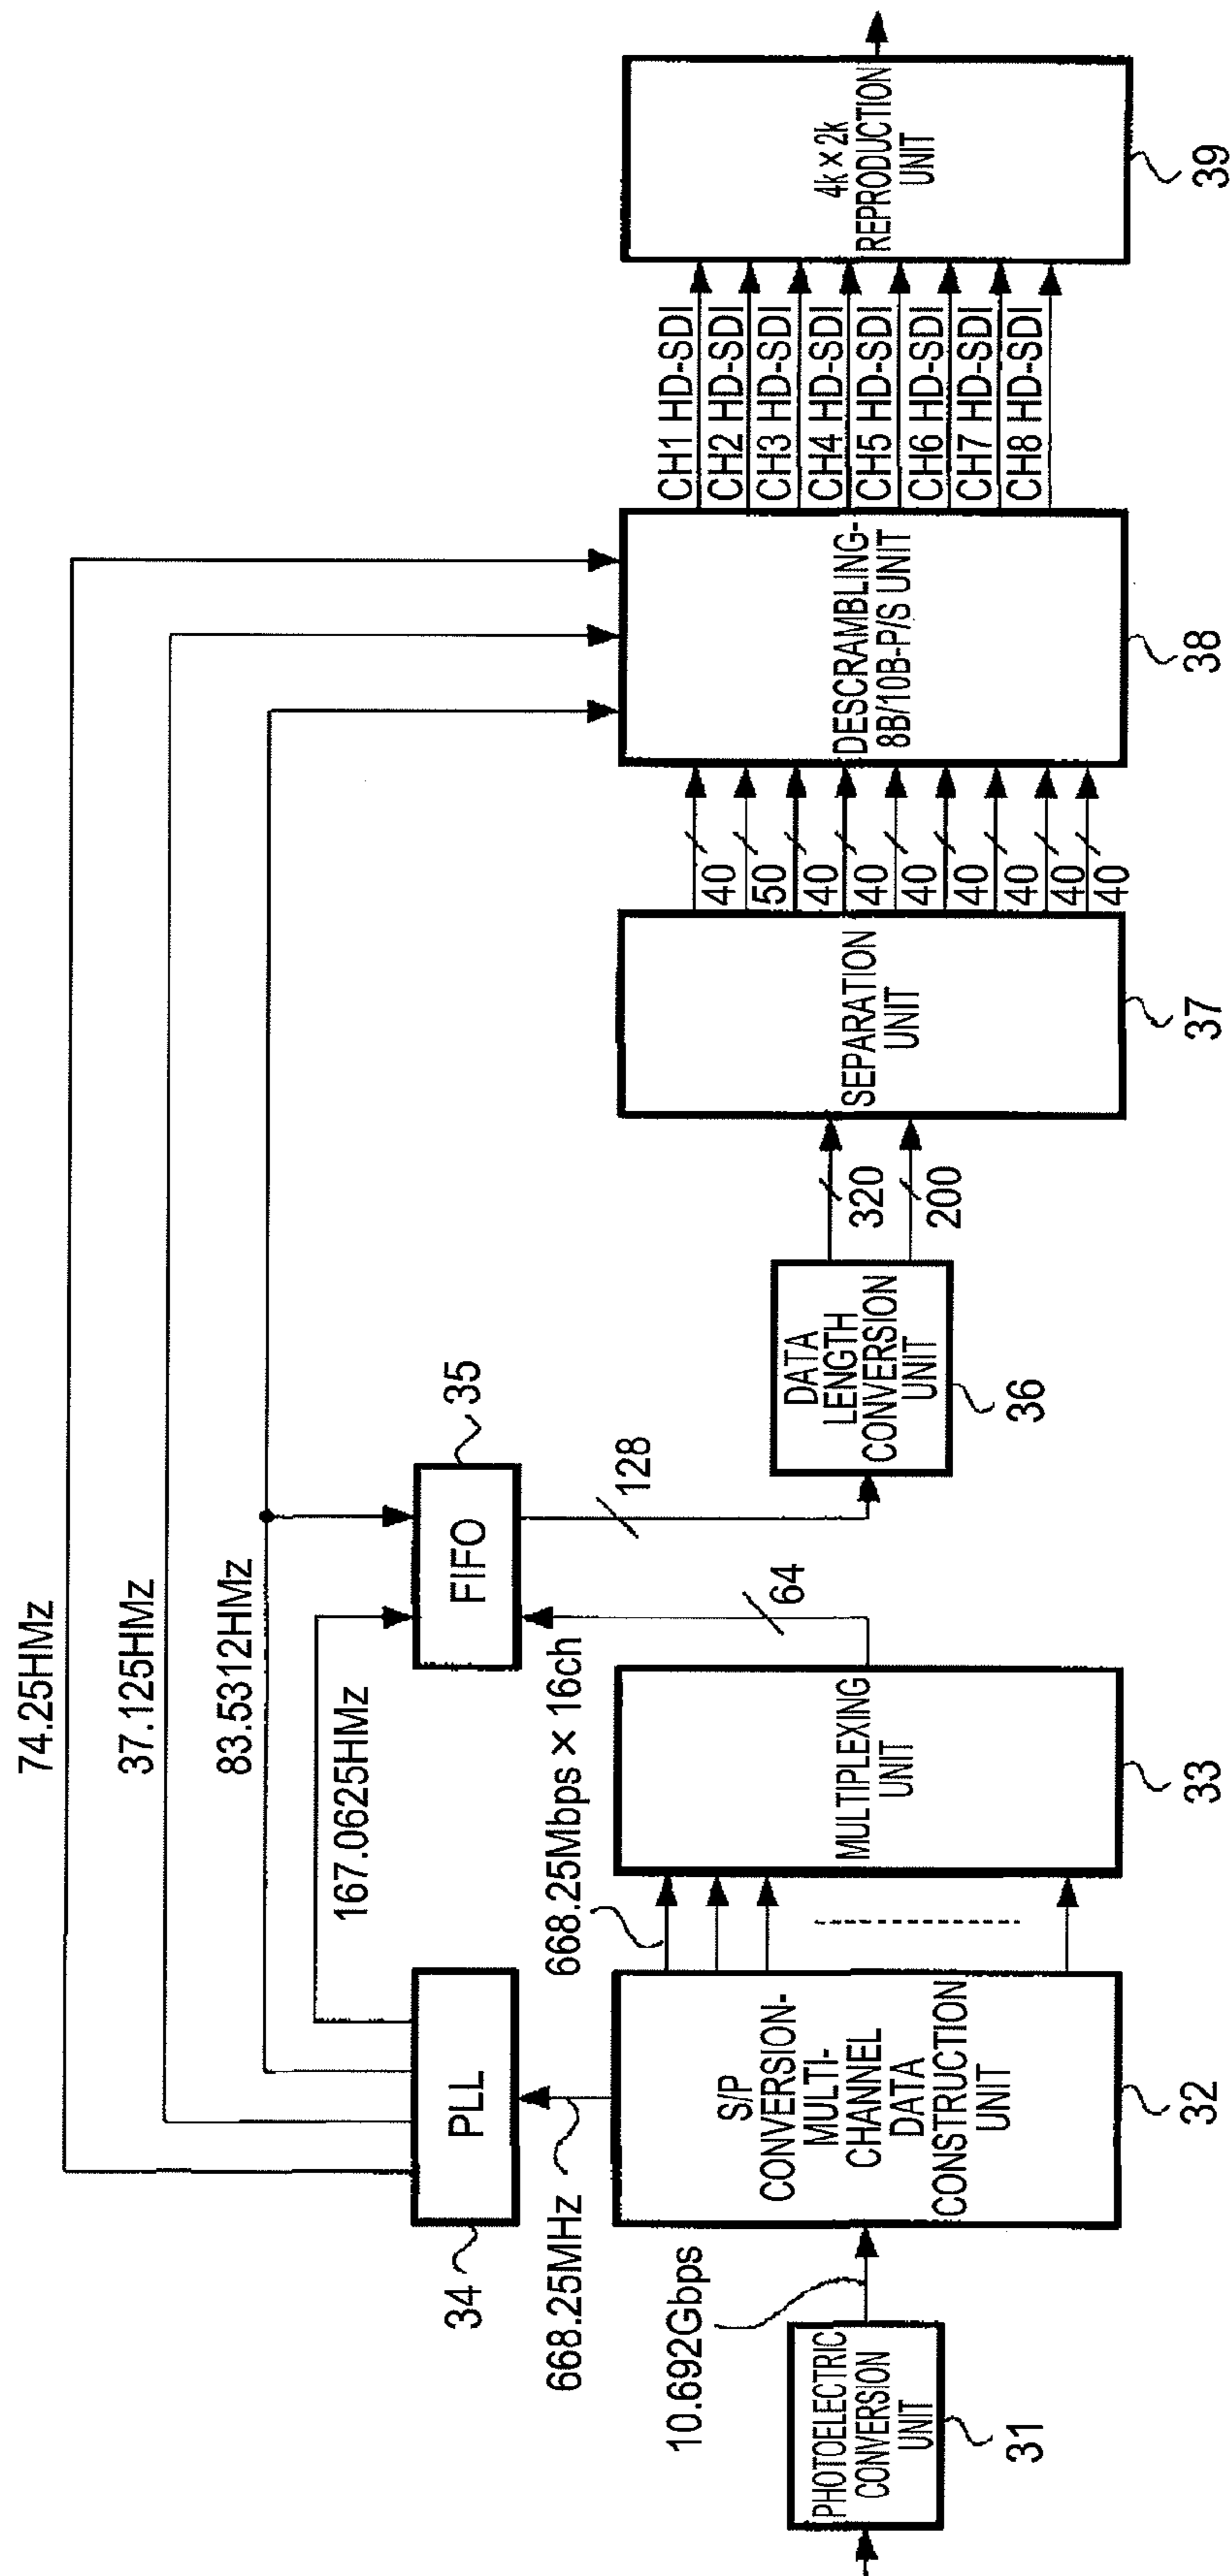 74.25HMz
37.125HMz
83.5312HMz
167.0625HMz
PLL
34
668.25MHz
FIFO
35
128
64
668.25Mbps × 16ch
10.692Gbps
PHOTOELECTRIC
CONVERSION
UNIT
31
S/P
CONVERSION-
MULTI-
CHANNEL
DATA
CONSTRUCTION
UNIT
32
MULTIPLEXING
UNIT
33
DATA
LENGTH
CONVERSION
UNIT
36
320
200
SEPARATION
UNIT
37
40
50
40
40
40
40
40
40
40
DESCRAMBLING-
8B/10B-P/S UNIT
38
CH1 HD-SDI
CH2 HD-SDI
CH3 HD-SDI
CH4 HD-SDI
CH5 HD-SDI
CH6 HD-SDI
CH7 HD-SDI
CH8 HD-SDI
4k × 2k
REPRODUCTION
UNIT
39